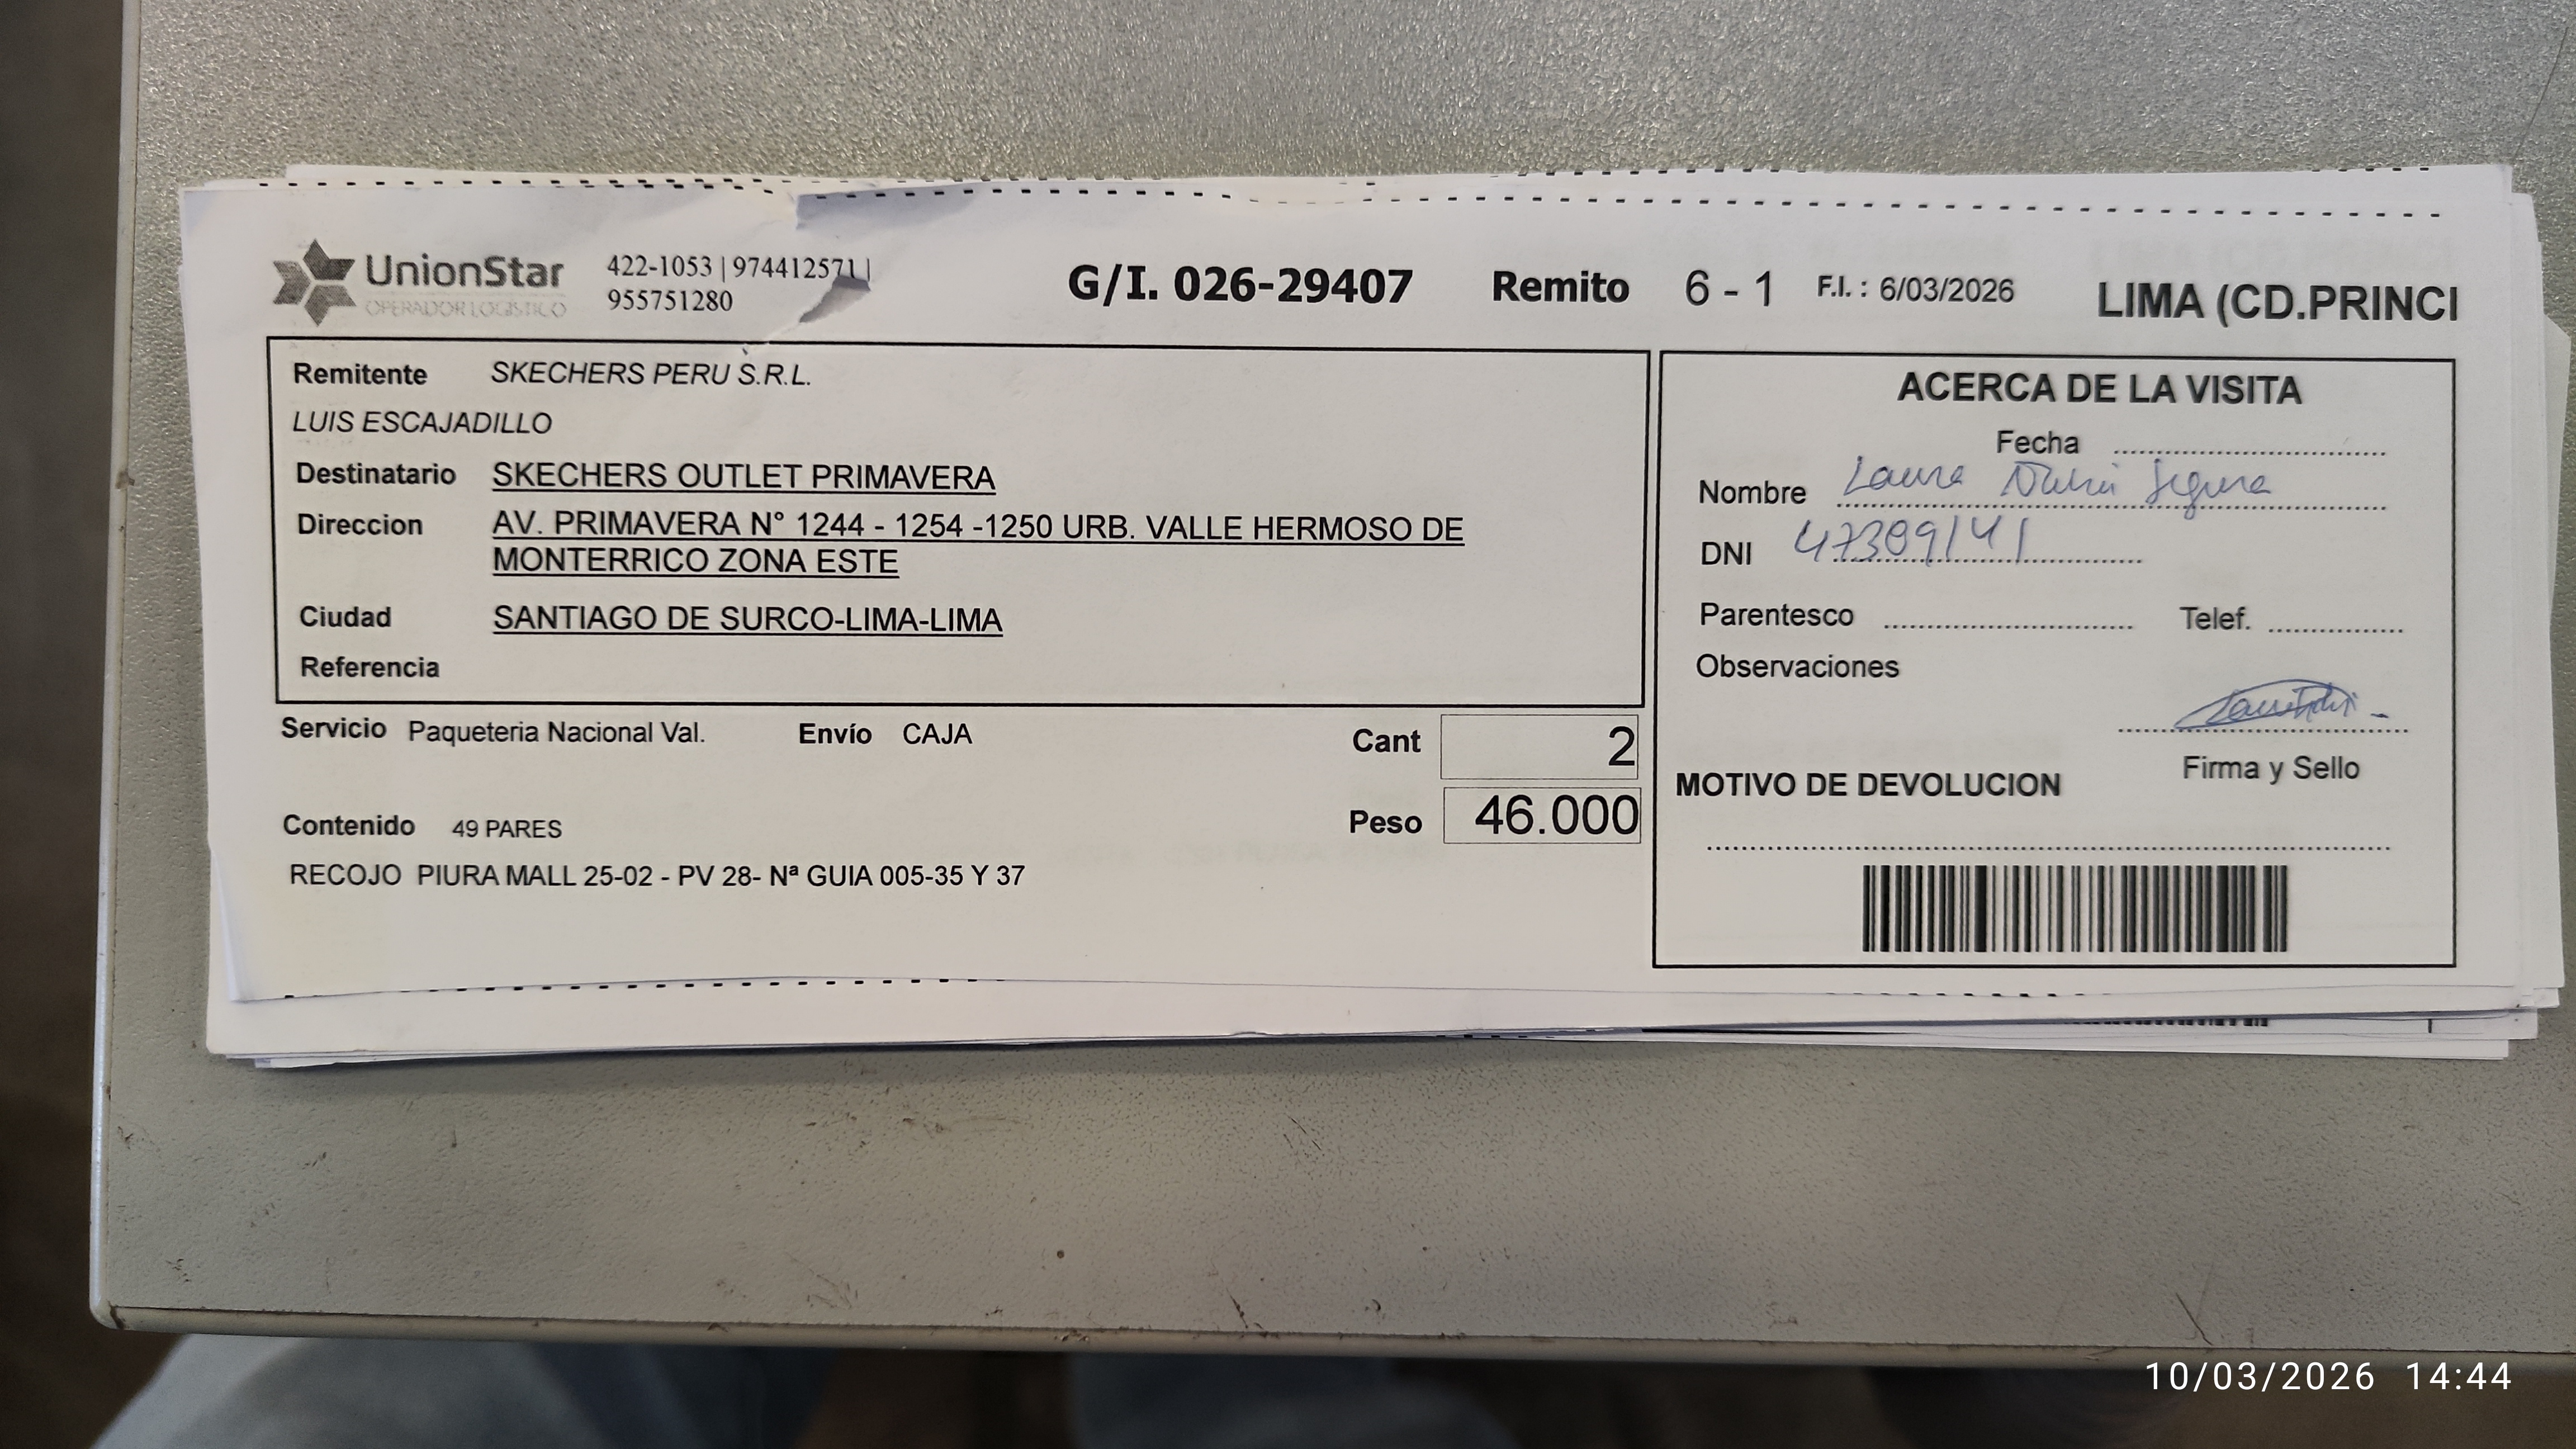 UnionStar
OPERADOR LOGISTICO
422-1053 | 974412571 |
955751280
G/I. 026-29407 Remito 6 - 1 F.I. : 6/03/2026 LIMA (CD.PRINCI
Remitente SKECHERS PERU S.R.L.
LUIS ESCAJADILLO
Destinatario SKECHERS OUTLET PRIMAVERA
Direccion AV. PRIMAVERA N° 1244 - 1254 -1250 URB. VALLE HERMOSO DE
MONTERRICO ZONA ESTE
Ciudad SANTIAGO DE SURCO-LIMA-LIMA
Referencia
Servicio Paqueteria Nacional Val. Envío CAJA Cant 2
Peso 46.000
Contenido 49 PARES
RECOJO PIURA MALL 25-02 - PV 28- Nª GUIA 005-35 Y 37
ACERCA DE LA VISITA
Fecha
Nombre Laura Segura
DNI 47309141
Parentesco Telef.
Observaciones
Firma y Sello
MOTIVO DE DEVOLUCION
10/03/2026 14:44